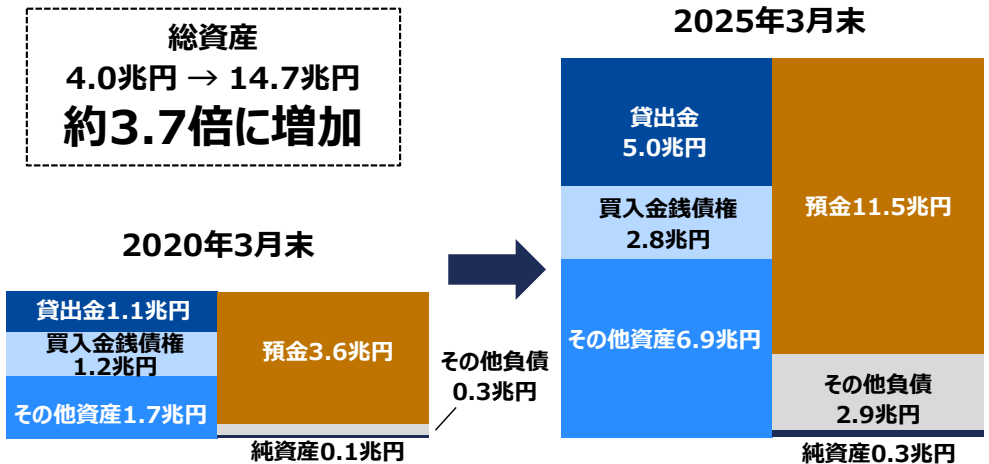 総資産
4.0兆円 → 14.7兆円
約3.7倍に増加
2020年3月末
貸出金1.1兆円
買入金銭債権
1.2兆円
その他資産1.7兆円
預金3.6兆円
その他負債
0.3兆円
純資産0.1兆円
2025年3月末
貸出金
5.0兆円
買入金銭債権
2.8兆円
その他資産6.9兆円
預金11.5兆円
その他負債
2.9兆円
純資産0.3兆円